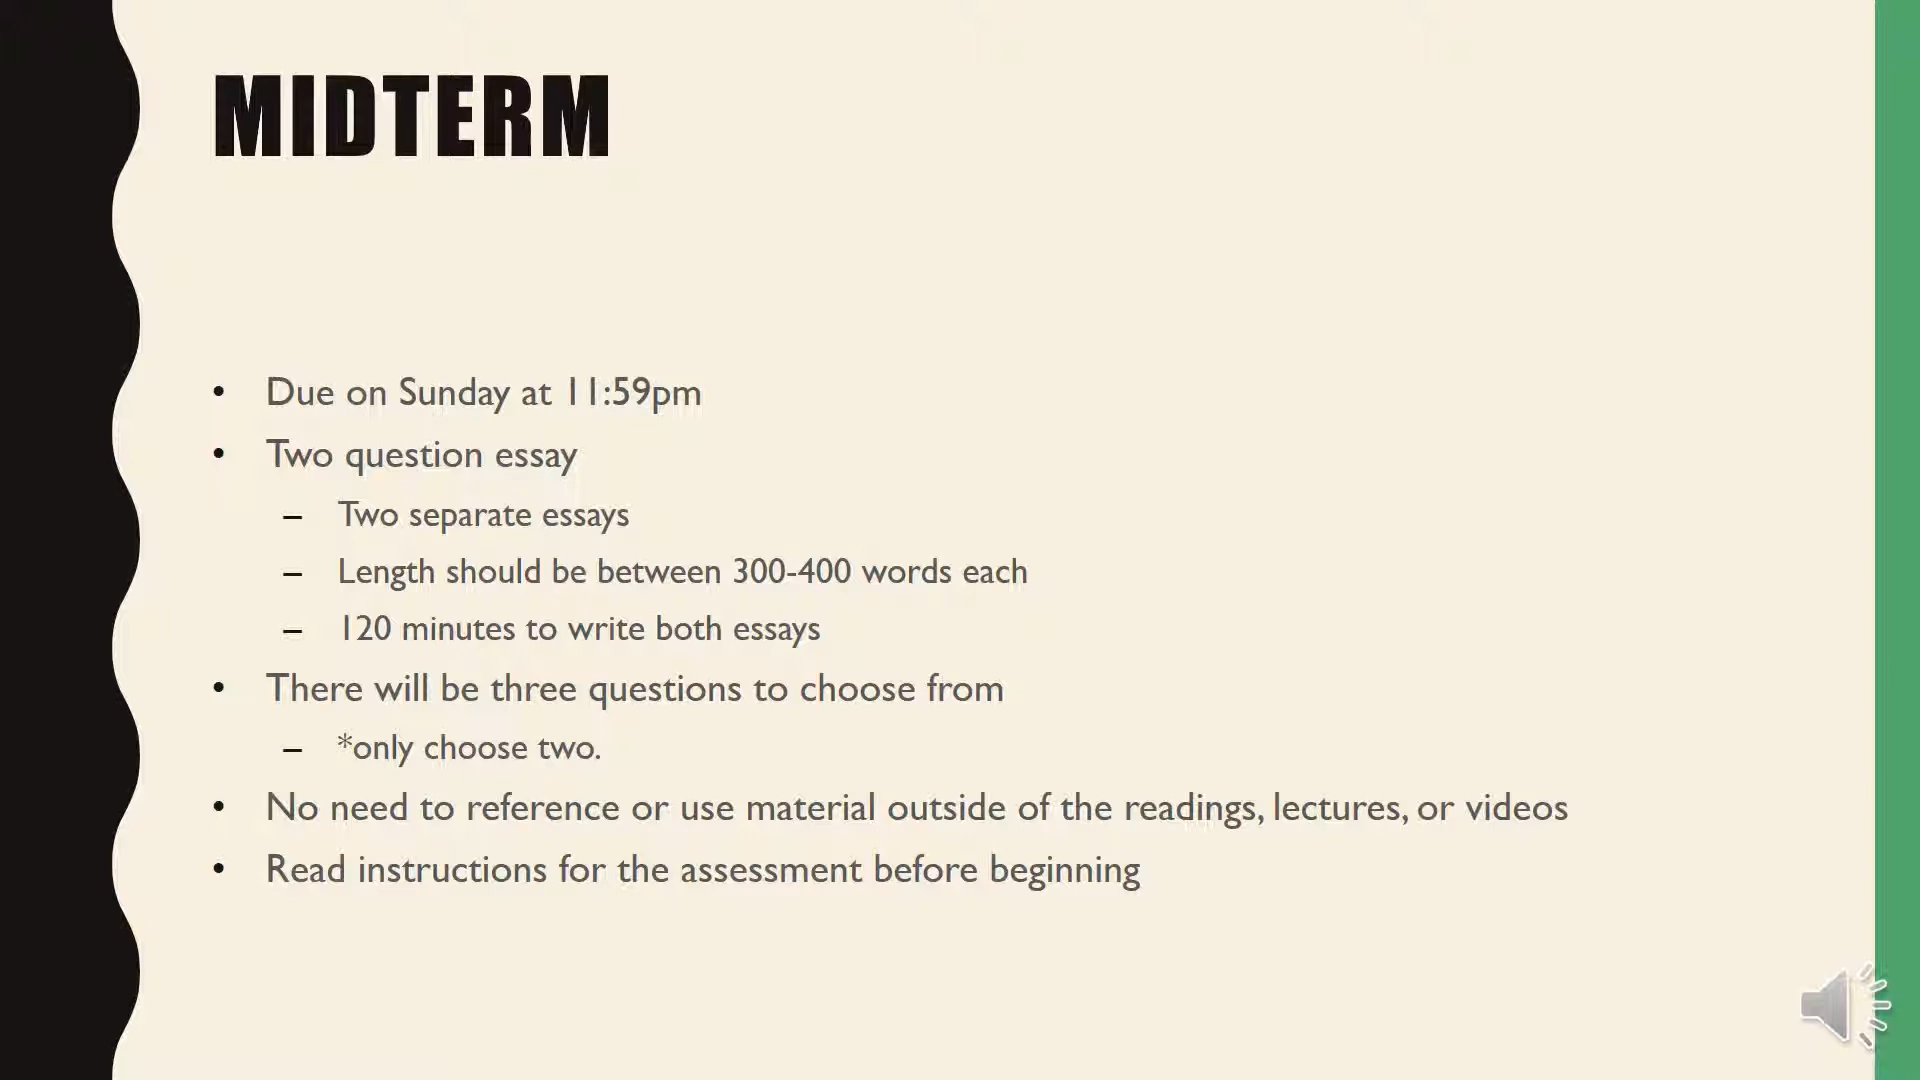 MIDTERM
• Due on Sunday at 11:59pm
• Two question essay
– Two separate essays
– Length should be between 300-400 words each
– 120 minutes to write both essays
• There will be three questions to choose from
– *only choose two.
• No need to reference or use material outside of the readings, lectures, or videos
• Read instructions for the assessment before beginning